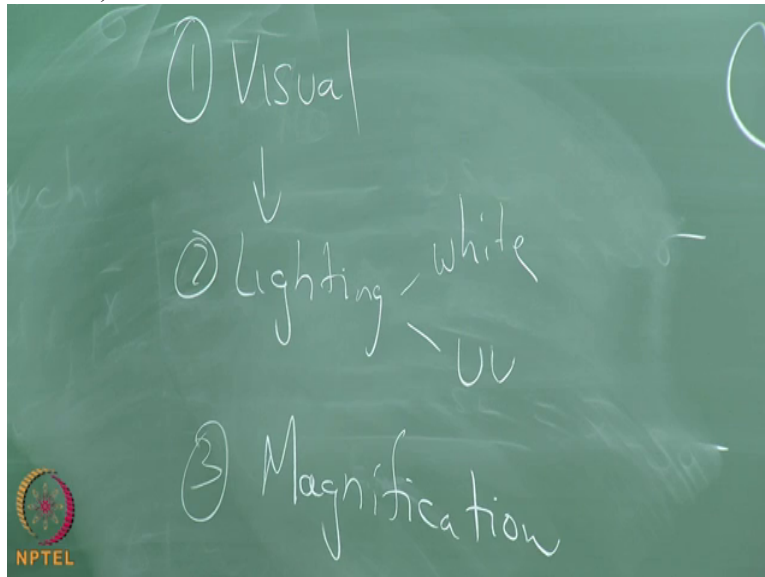 ① Visual
↓
② Lighting white
UV
③ Magnification
NPTEL